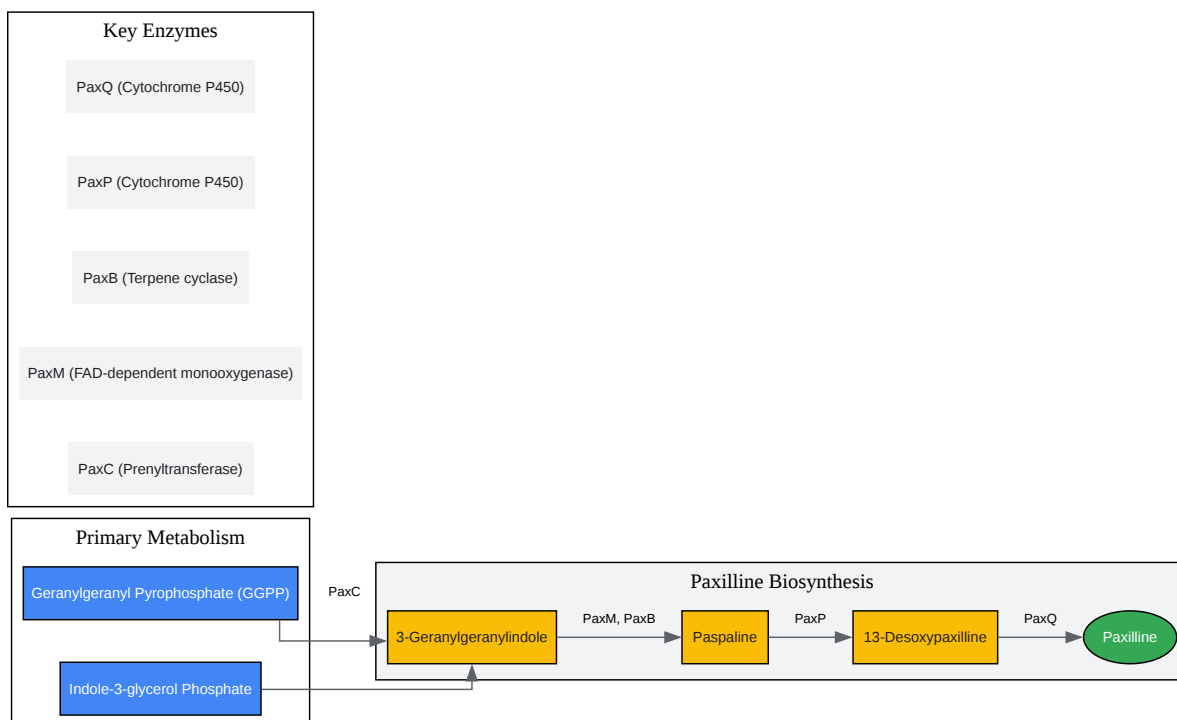 Key Enzymes
PaxQ (Cytochrome P450)
PaxP (Cytochrome P450)
PaxB (Terpene cyclase)
PaxM (FAD-dependent monooxygenase)
PaxC (Prenyltransferase)
Primary Metabolism
Geranylgeranyl Pyrophosphate (GGPP)
Indole-3-glycerol Phosphate
PaxC
Paxilline Biosynthesis
3-Geranylgeranylindole
PaxM, PaxB
Paspaline
PaxP
13-Desoxypaxilline
PaxQ
Paxilline